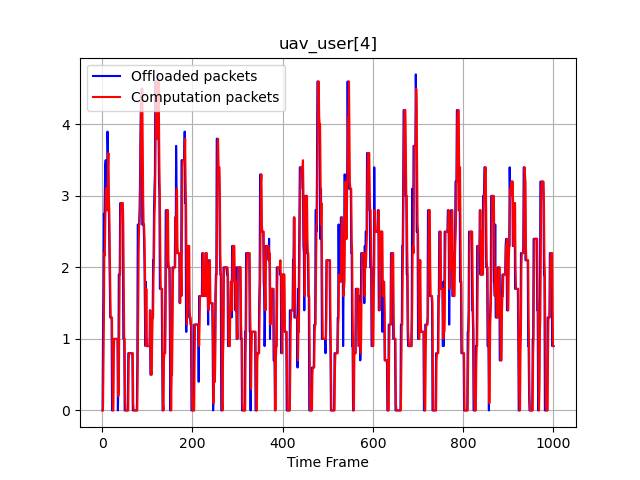 uav_user[4]
Offloaded packets
Computation packets
4
3
2
1
0
0 200 400 600 800 1000
Time Frame